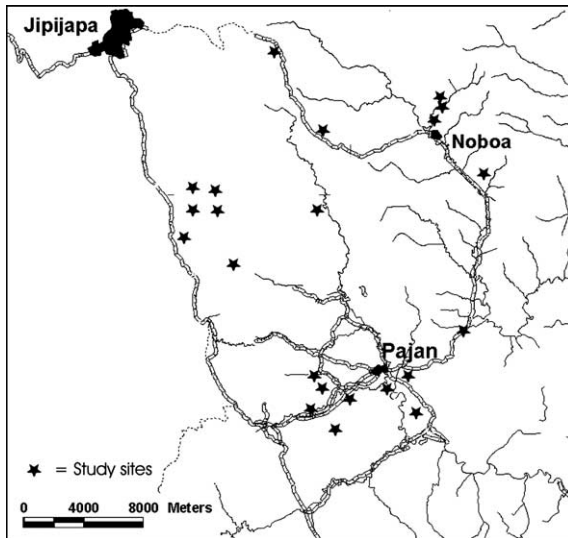 Jipijapa
Noboa
Pajan
= Study sites
0 4000 8000 Meters